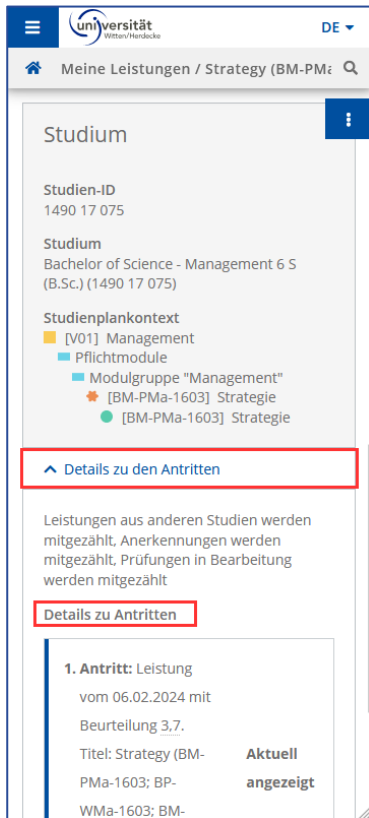 universität
Witten/Herdecke
DE
Meine Leistungen / Strategy (BM-PMa
Studium
Studien-ID
1490 17 075
Studium
Bachelor of Science - Management 6 S
(B.Sc.) (1490 17 075)
Studienplankontext
[V01] Management
Pflichtmodule
Modulgruppe "Management"
[BM-PMa-1603] Strategie
[BM-PMa-1603] Strategie
Details zu den Antritten
Leistungen aus anderen Studien werden
mitgezählt, Anerkennungen werden
mitgezählt, Prüfungen in Bearbeitung
werden mitgezählt
Details zu Antritten
1. Antritt: Leistung
vom 06.02.2024 mit
Beurteilung 3,7.
Titel: Strategy (BM-
PMa-1603; BP-
WMa-1603; BM-
Aktuell
angezeigt